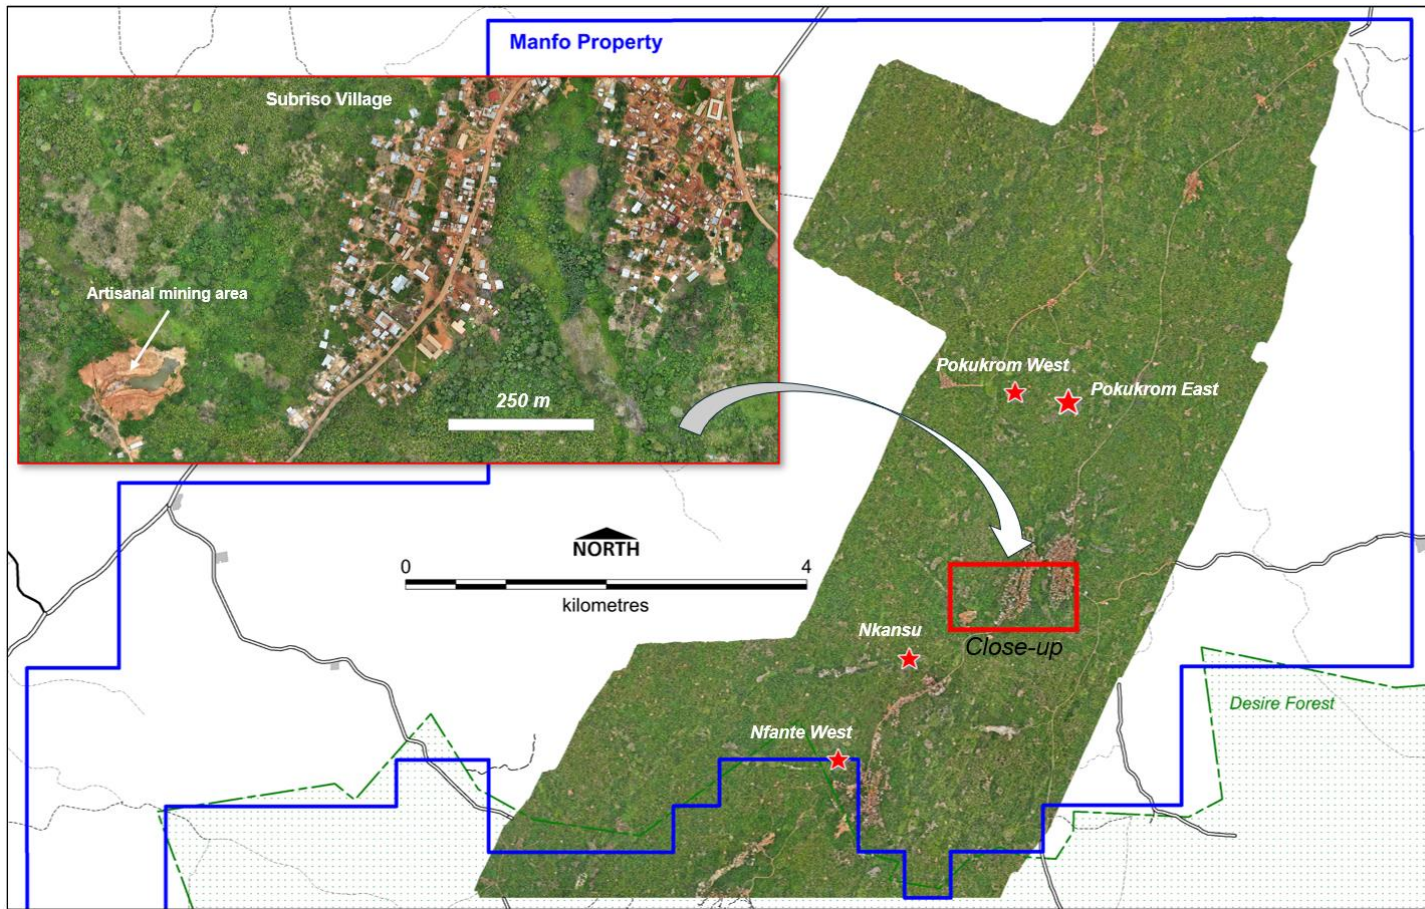 Manfo Property
Subriso Village
Artisanal mining area
250 m
Pokukrom West
Pokukrom East
NORTH
0
4
kilometres
Close-up
Nkansu
Desire Forest
Nfante West